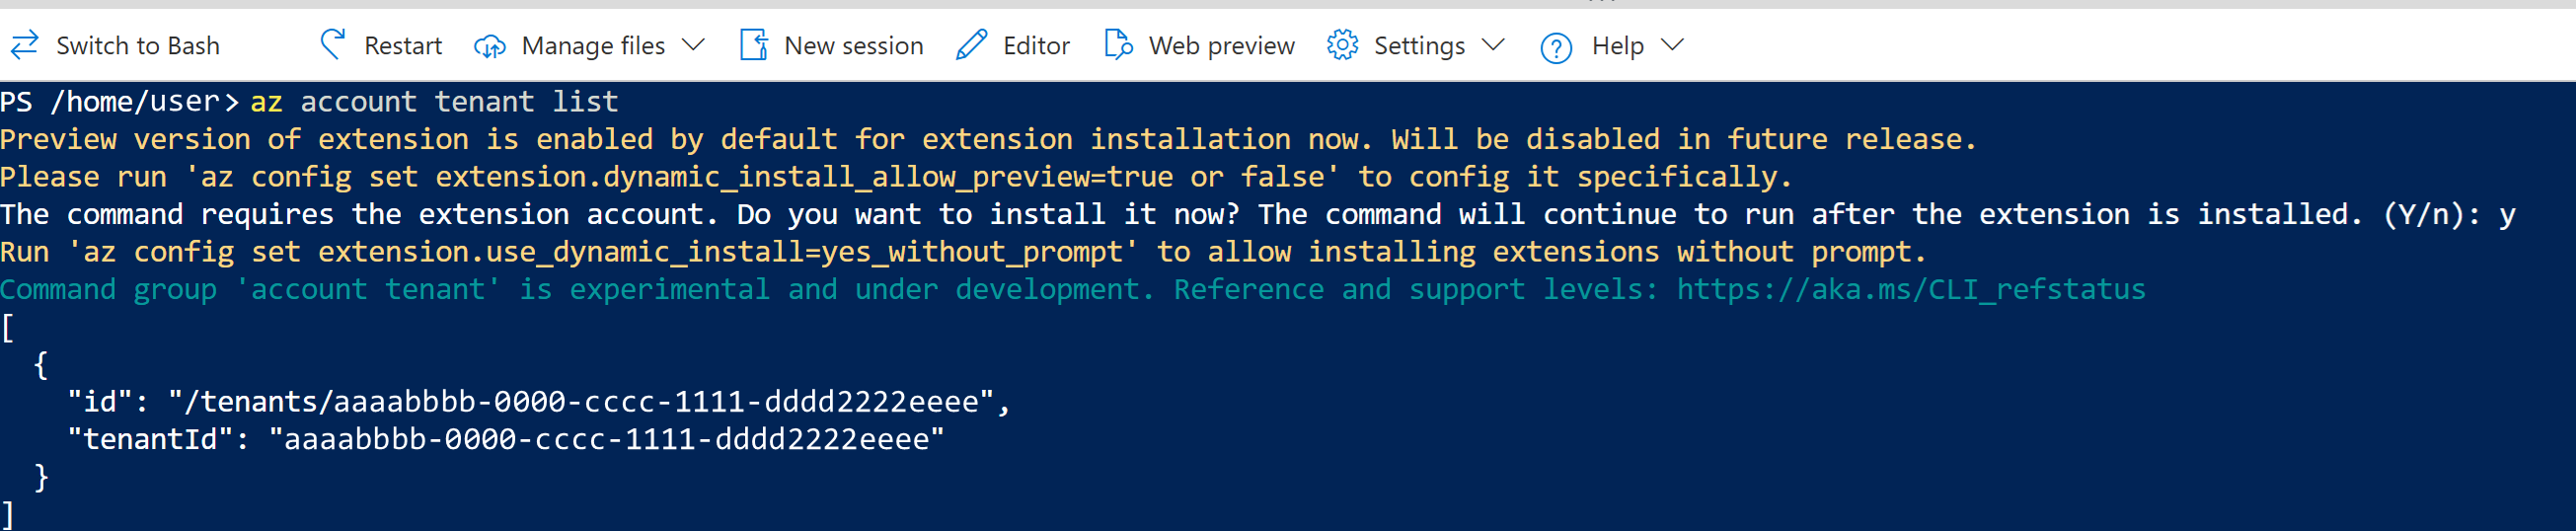 Switch to Bash Restart Manage files New session Editor Web preview Settings Help
PS /home/user> az account tenant list
Preview version of extension is enabled by default for extension installation now. Will be disabled in future release.
Please run 'az config set extension.dynamic_install_allow_preview=true or false' to config it specifically.
The command requires the extension account. Do you want to install it now? The command will continue to run after the extension is installed. (Y/n): y
Run 'az config set extension.use_dynamic_install=yes_without_prompt' to allow installing extensions without prompt.
Command group 'account tenant' is experimental and under development. Reference and support levels: https://aka.ms/CLI_refstatus
[
  {
    "id": "/tenants/aaaabbbb-0000-cccc-1111-dddd2222eeee",
    "tenantId": "aaaabbbb-0000-cccc-1111-dddd2222eeee"
  }
]